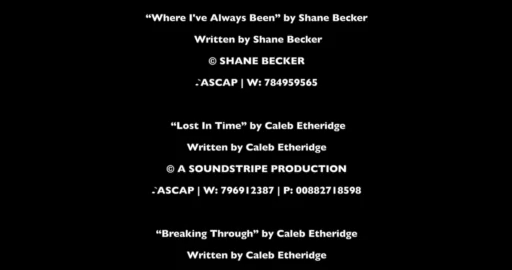 “Where I've Always Been” by Shane Becker
Written by Shane Becker
© SHANE BECKER
ASCAP | W: 784959565
“Lost In Time” by Caleb Etheridge
Written by Caleb Etheridge
© A SOUNDSTRIPE PRODUCTION
ASCAP | W: 796912387 | P: 00882718598
“Breaking Through” by Caleb Etheridge
Written by Caleb Etheridge